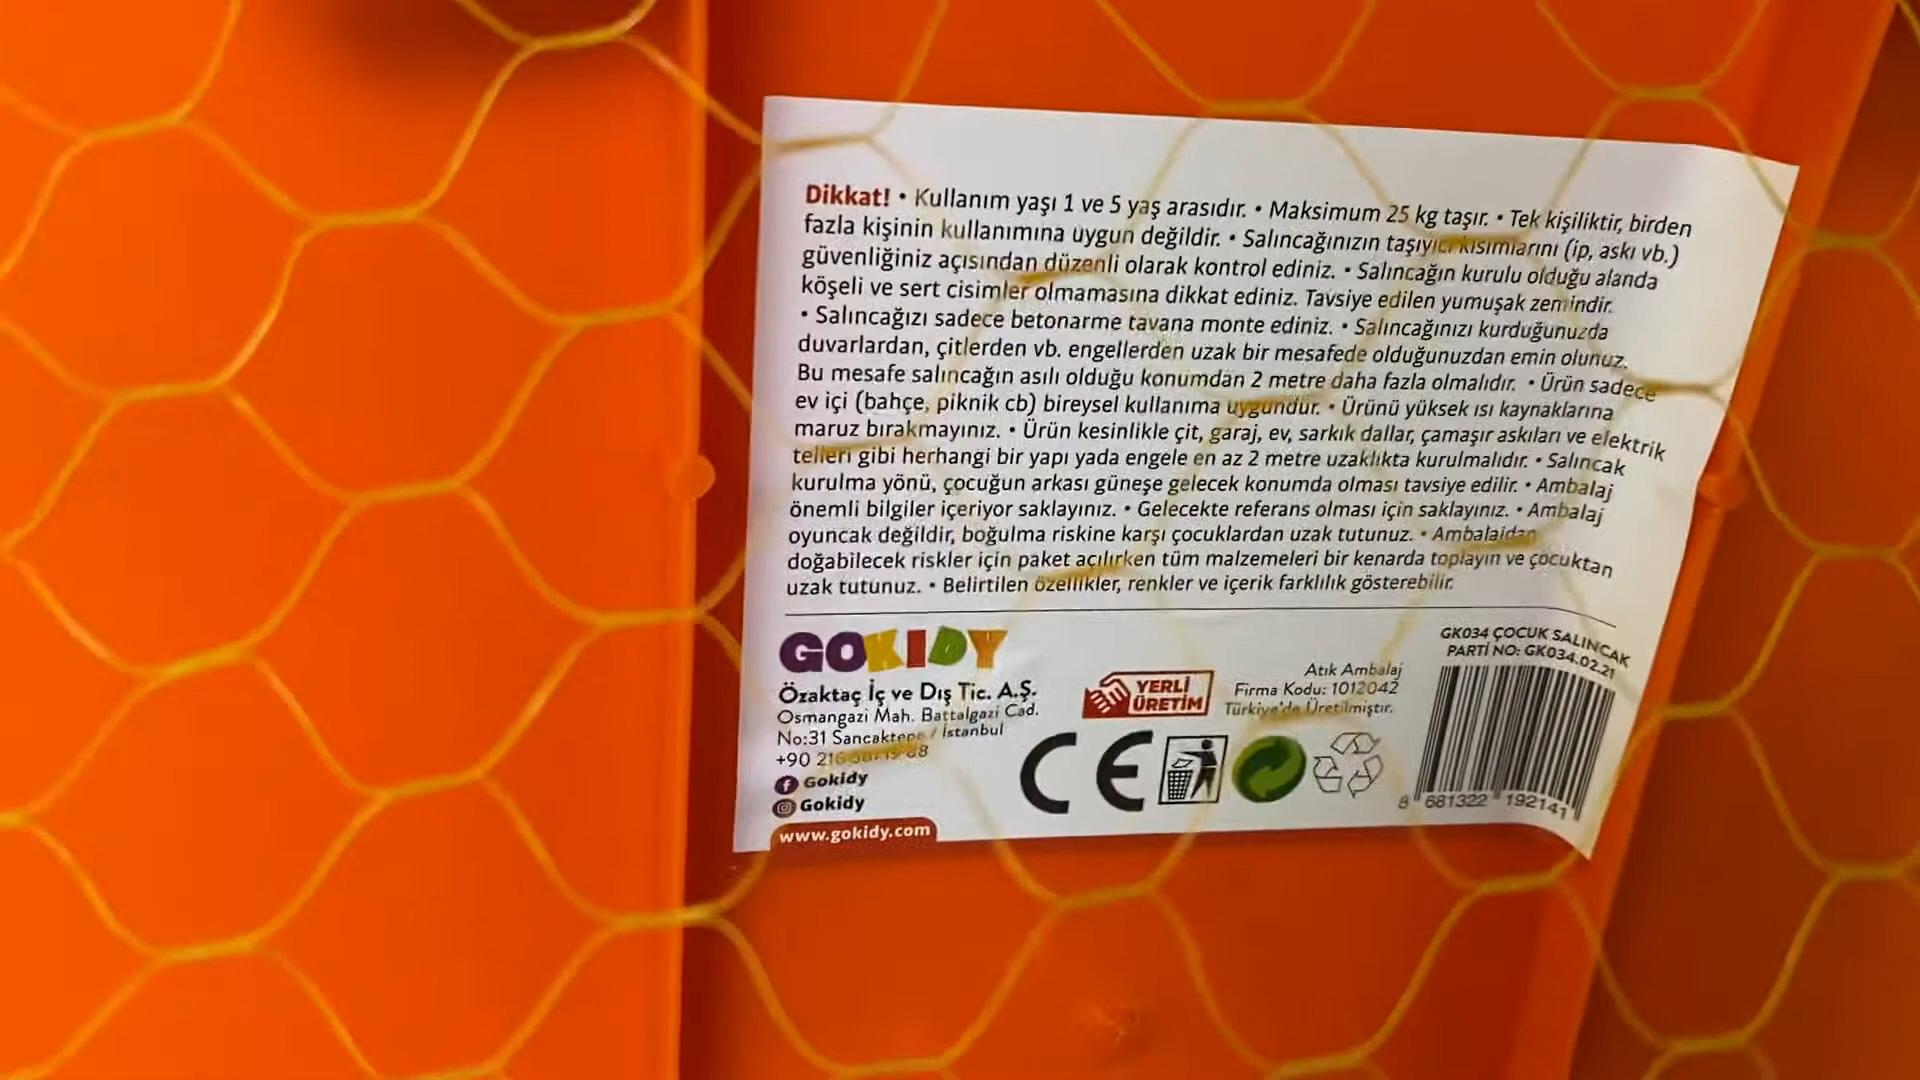 Dikkat! • Kullanım yaşı 1 ve 5 yaş arasıdır. • Maksimum 25 kg taşır. • Tek kişiliktir, birden
fazla kişinin kullanımına uygun değildir. • Salıncağınızın taşıyıcı kısımlarını (ip, askı vb.)
güvenliğiniz açısından düzenli olarak kontrol ediniz. • Salıncağın kurulu olduğu alanda
köşeli ve sert cisimler olmamasına dikkat ediniz. Tavsiye edilen yumuşak zemindir.
• Salıncağızı sadece betonarme tavana monte ediniz. • Salıncağınızı kurduğunuzda
duvarlardan, çitlerden vb. engellerden uzak bir mesafede olduğunuzdan emin olunuz.
Bu mesafe salıncağın asılı olduğu konumdan 2 metre daha fazla olmalıdır. • Ürün sadece
ev içi (bahçe, piknik cb) bireysel kullanıma uygundur. • Ürünü yüksek ısı kaynaklarına
maruz bırakmayınız. • Ürün kesinlikle çit, garaj, ev, sarkık dallar, çamaşır askıları ve elektrik
telleri gibi herhangi bir yapı yada engele en az 2 metre uzaklıkta kurulmalıdır. • Salıncak
kurulma yönü, çocuğun arkası güneşe gelecek konumda olması tavsiye edilir. • Ambalaj
önemli bilgiler içeriyor saklayınız. • Gelecekte referans olması için saklayınız. • Ambalaj
oyuncak değildir, boğulma riskine karşı çocuklardan uzak tutunuz. • Ambalajdan
doğabilecek riskler için paket açılırken tüm malzemeleri bir kenarda toplayın ve çocuktan
uzak tutunuz. • Belirtilen özellikler, renkler ve içerik farklılık gösterebilir.
GOKIDY
Özaktaç İç ve Dış Tic. A.Ş.
Osmangazi Mah. Battalgazi Cad.
No:31 Sancaktepe / İstanbul
+90 216
Gokidy
Gokidy
www.gokidy.com
YERLİ
ÜRETİM
Atık Ambalaj
Firma Kodu: 1012042
Türkiye'de Üretilmiştir.
CE
GK034 ÇOCUK SALINCAK
PARTİ NO: GK034.02.21
8 681322 192141